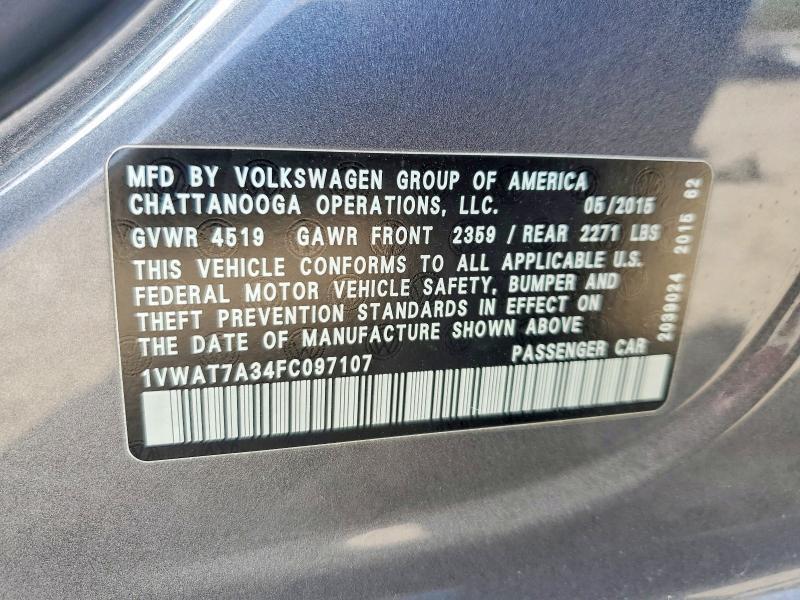 MFD BY VOLKSWAGEN GROUP OF AMERICA
CHATTANOOGA OPERATIONS, LLC. 05/2015
GVWR 4519 GAWR FRONT 2359 / REAR 2271 LBS
THIS VEHICLE CONFORMS TO ALL APPLICABLE U.S.
FEDERAL MOTOR VEHICLE SAFETY, BUMPER AND
THEFT PREVENTION STANDARDS IN EFFECT ON
THE DATE OF MANUFACTURE SHOWN ABOVE
1VWAT7A34FC097107 PASSENGER CAR
2039024 2015 62